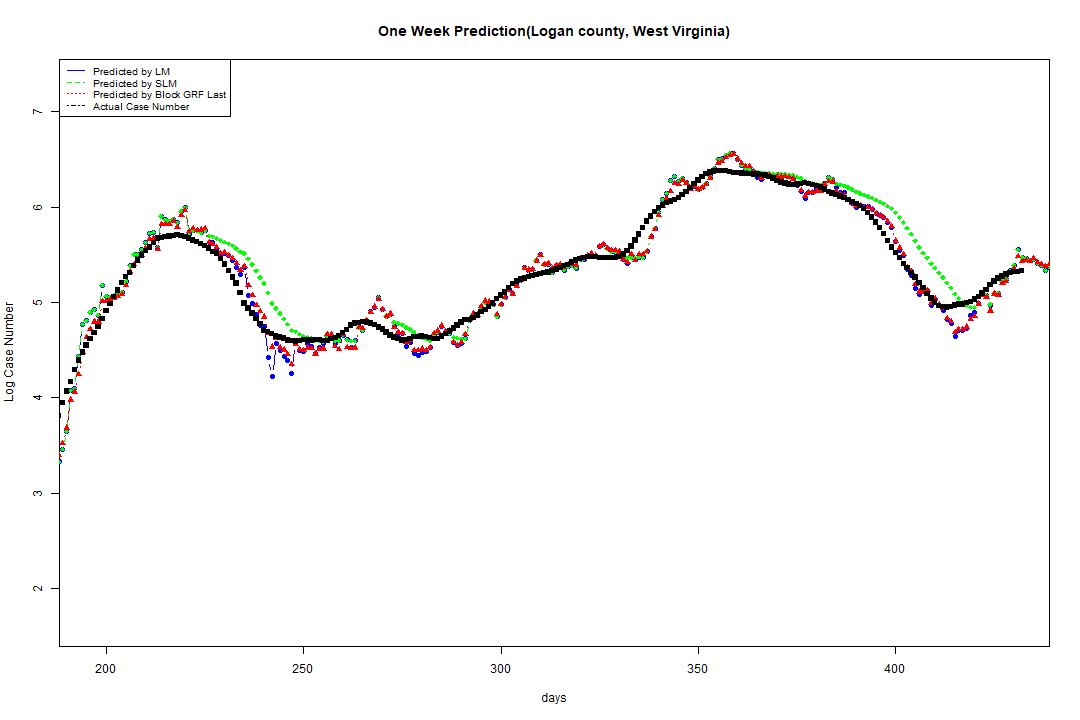 One Week Prediction(Logan county, West Virginia)
Predicted by LM
Predicted by SLM
Predicted by Block GRF Last
Actual Case Number
7
6
5
4
3
2
Log Case Number
200 250 300 350 400
days